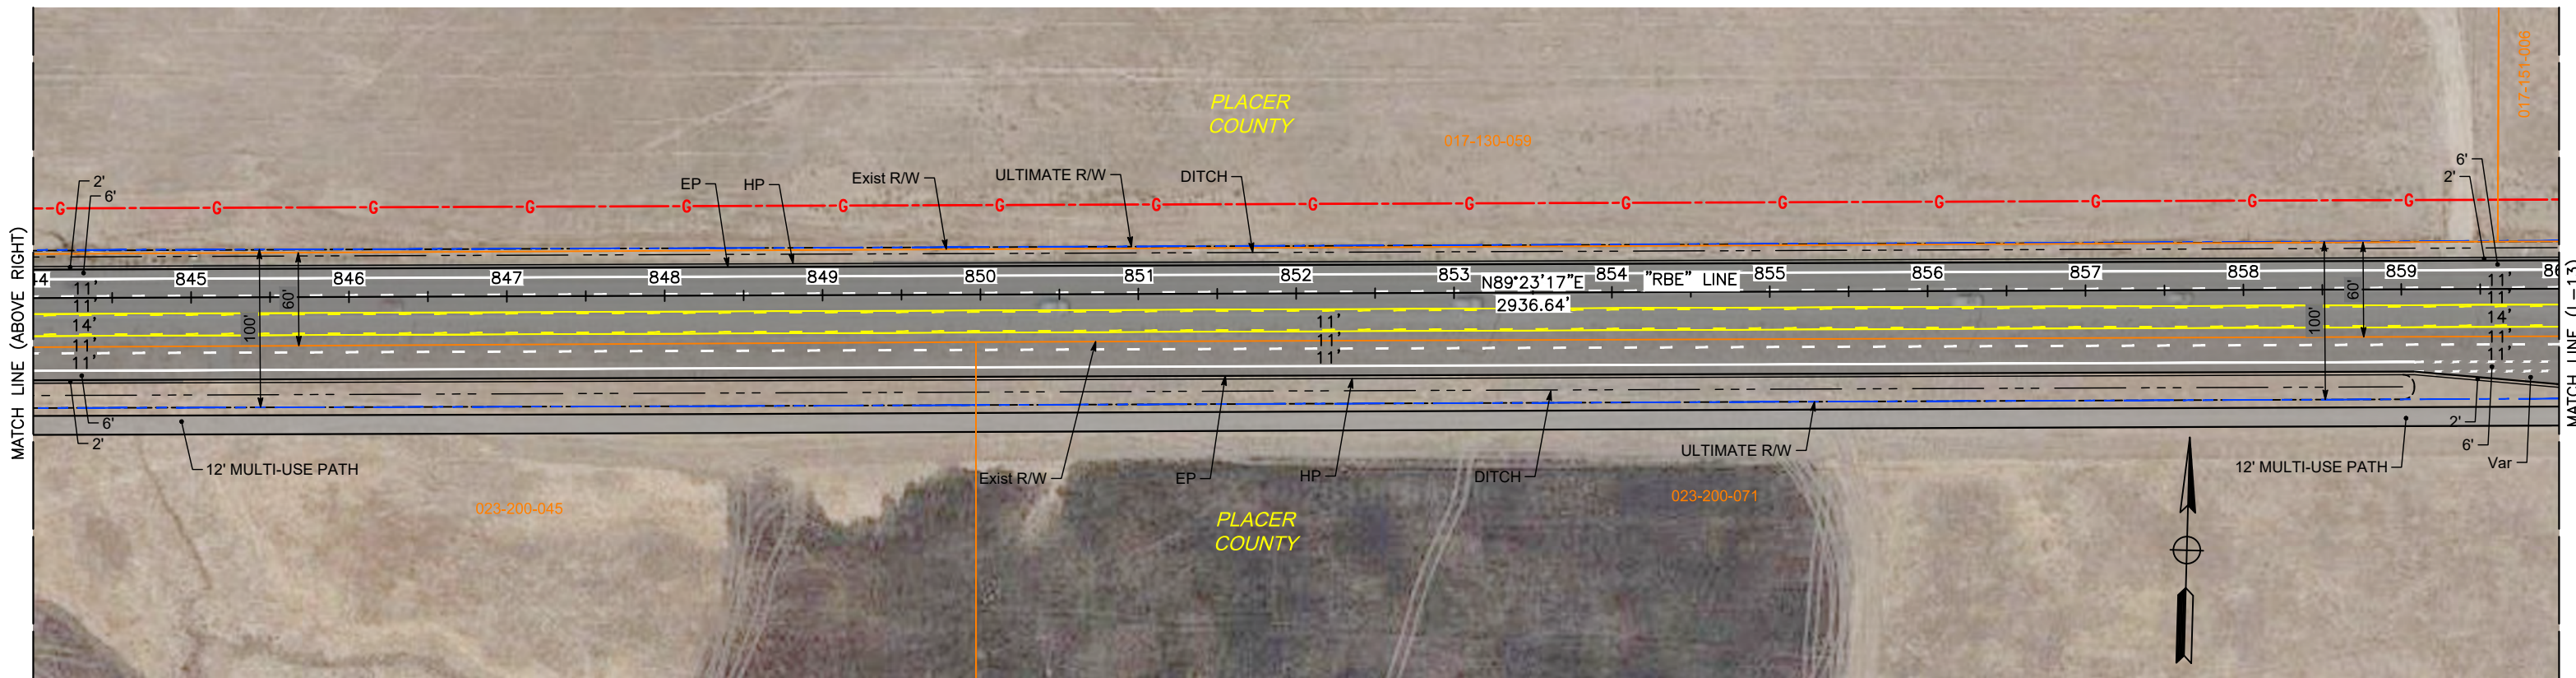 PLACER
COUNTY
017-130-059
017-151-006
MATCH LINE (ABOVE RIGHT)
2'
6'
G G G G G G G G G G G G G G G G
EP
HP
Exist R/W
ULTIMATE R/W
DITCH
6'
2'
845 846 847 848 849 850 851 852 853 854 855 856 857 858 859
N89°23'17"E
"RBE" LINE
2936.64'
11'
11'
14'
11'
11'
100'
60'
11'
11'
11'
100'
60'
11'
11'
14'
11'
11'
6'
2'
12' MULTI-USE PATH
Exist R/W
EP
HP
DITCH
ULTIMATE R/W
12' MULTI-USE PATH
2'
6'
Var
023-200-045
023-200-071
PLACER
COUNTY